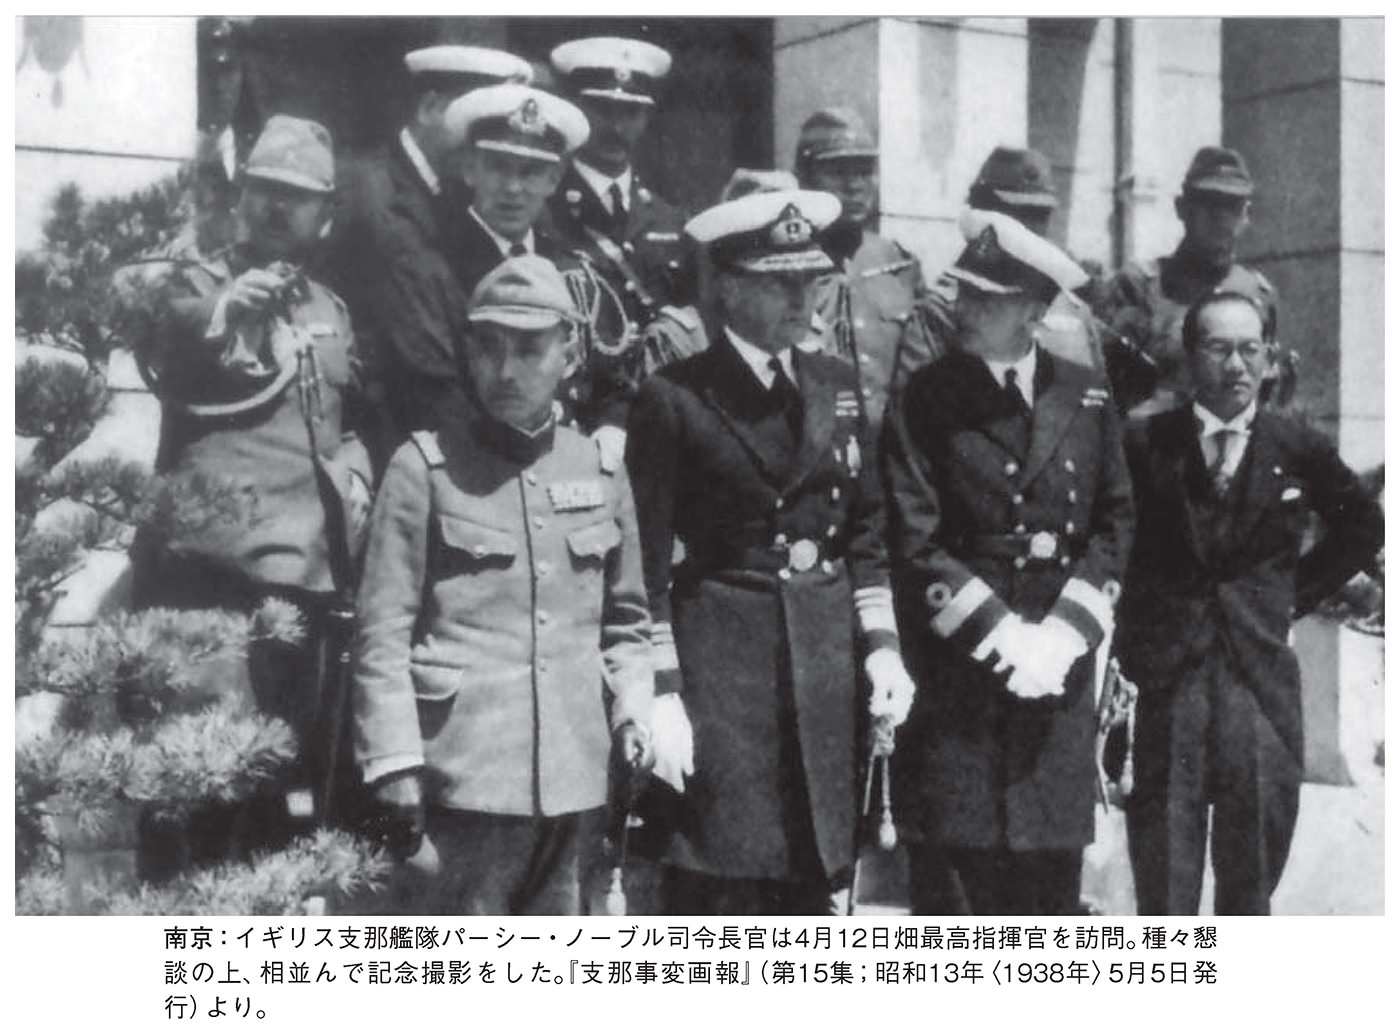 南京：イギリス支那艦隊パーシー・ノーブル司令長官は4月12日畑最高指揮官を訪問。種々懇
談の上、相並んで記念撮影をした。『支那事変画報』（第15集；昭和13年〈1938年〉5月5日発
行）より。